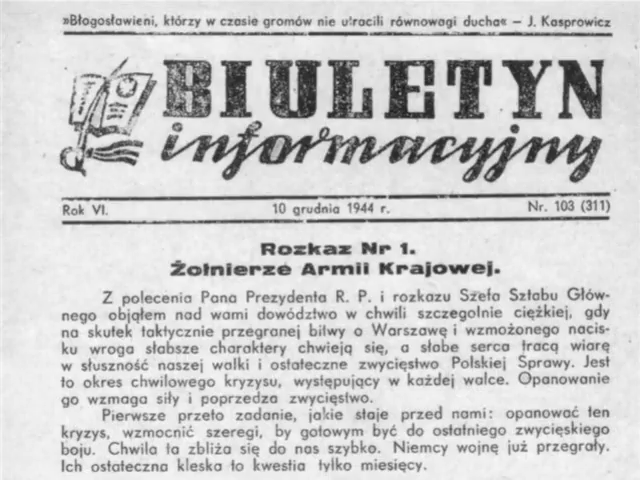 »Błogosławieni, którzy w czasie gromów nie utracili równowagi ducha« – J. Kasprowicz
BIULETYN
informacyjny
Rok VI. 10 grudnia 1944 r. Nr. 103 (311)
Rozkaz Nr 1.
Żołnierze Armii Krajowej.
Z polecenia Pana Prezydenta R. P. i rozkazu Szefa Sztabu Głów-
nego objąłem nad wami dowództwo w chwili szczególnie ciężkiej, gdy
na skutek taktycznie przegranej bitwy o Warszawę i wzmożonego nacis-
ku wroga słabsze charaktery chwieją się, a słabe serca tracą wiarę
w słuszność naszej walki i ostateczne zwycięstwo Polskiej Sprawy. Jest
to okres chwilowego kryzysu, występujący w każdej walce. Opanowanie
go wzmaga siły i poprzedza zwycięstwo.
Pierwsze przeto zadanie, jakie staje przed nami: opanować ten
kryzys, wzmocnić szeregi, by gotowym być do ostatniego zwycięskiego
boju. Chwila ta zbliża się do nas szybko. Niemcy wojnę już przegrały.
Ich ostateczna klęska to kwestia tylko miesięcy.